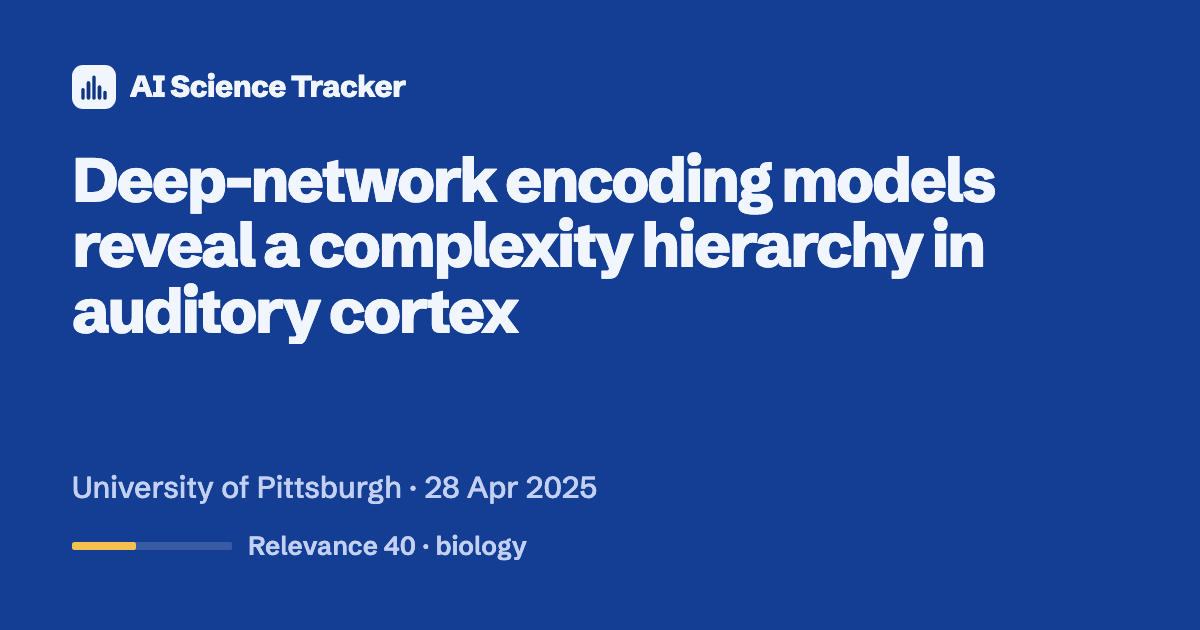 AI Science Tracker
Deep-network encoding models
reveal a complexity hierarchy in
auditory cortex
University of Pittsburgh · 28 Apr 2025
Relevance 40 · biology